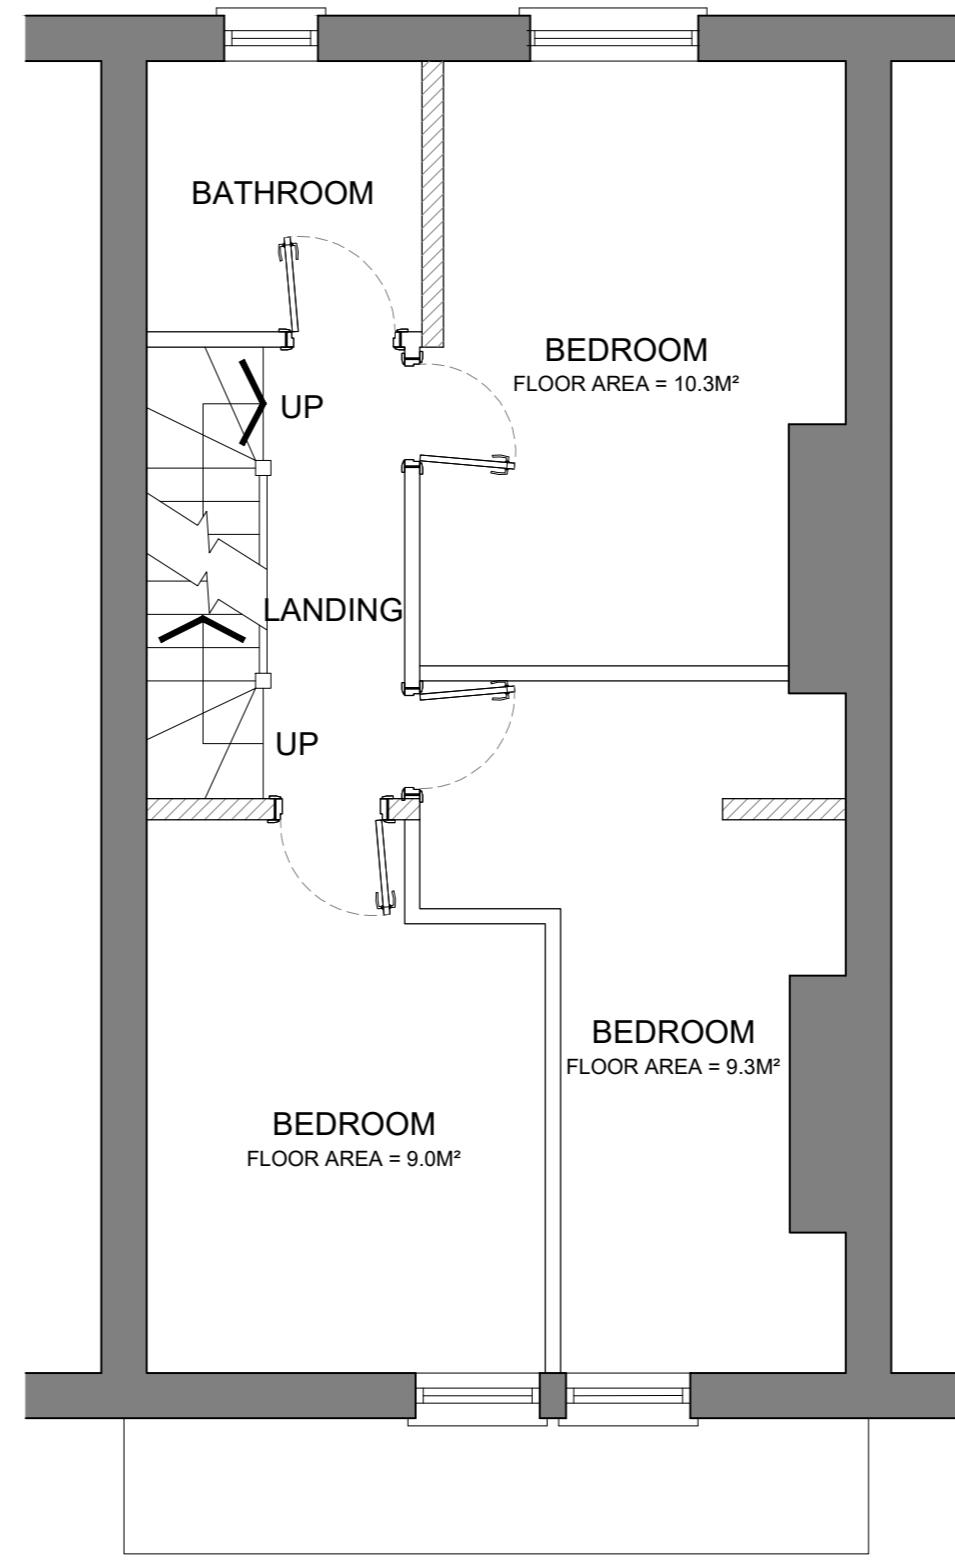 BATHROOM
BEDROOM
FLOOR AREA = 10.3M²
UP
LANDING
UP
BEDROOM
FLOOR AREA = 9.3M²
BEDROOM
FLOOR AREA = 9.0M²